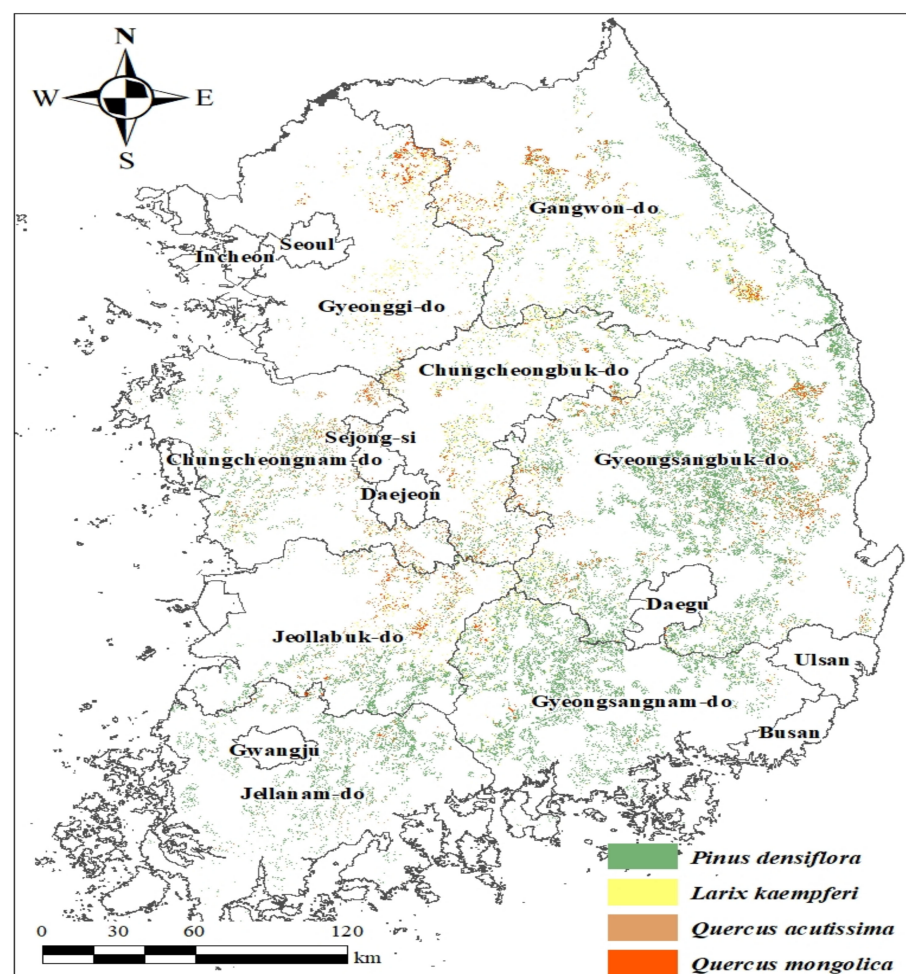 N
W E
S
Gangwon-do
Seoul
Incheon
Gyeonggi-do
Chungcheongbuk-do
Sejong-si
Chungcheongnam-do
Gyeongsangbuk-do
Daejeon
Daegu
Jeollabuk-do
Ulsan
Gyeongsangnam-do
Busan
Gwangju
Jellanam-do
Pinus densiflora
Larix kaempferi
Quercus acutissima
Quercus mongolica
0 30 60 120
km